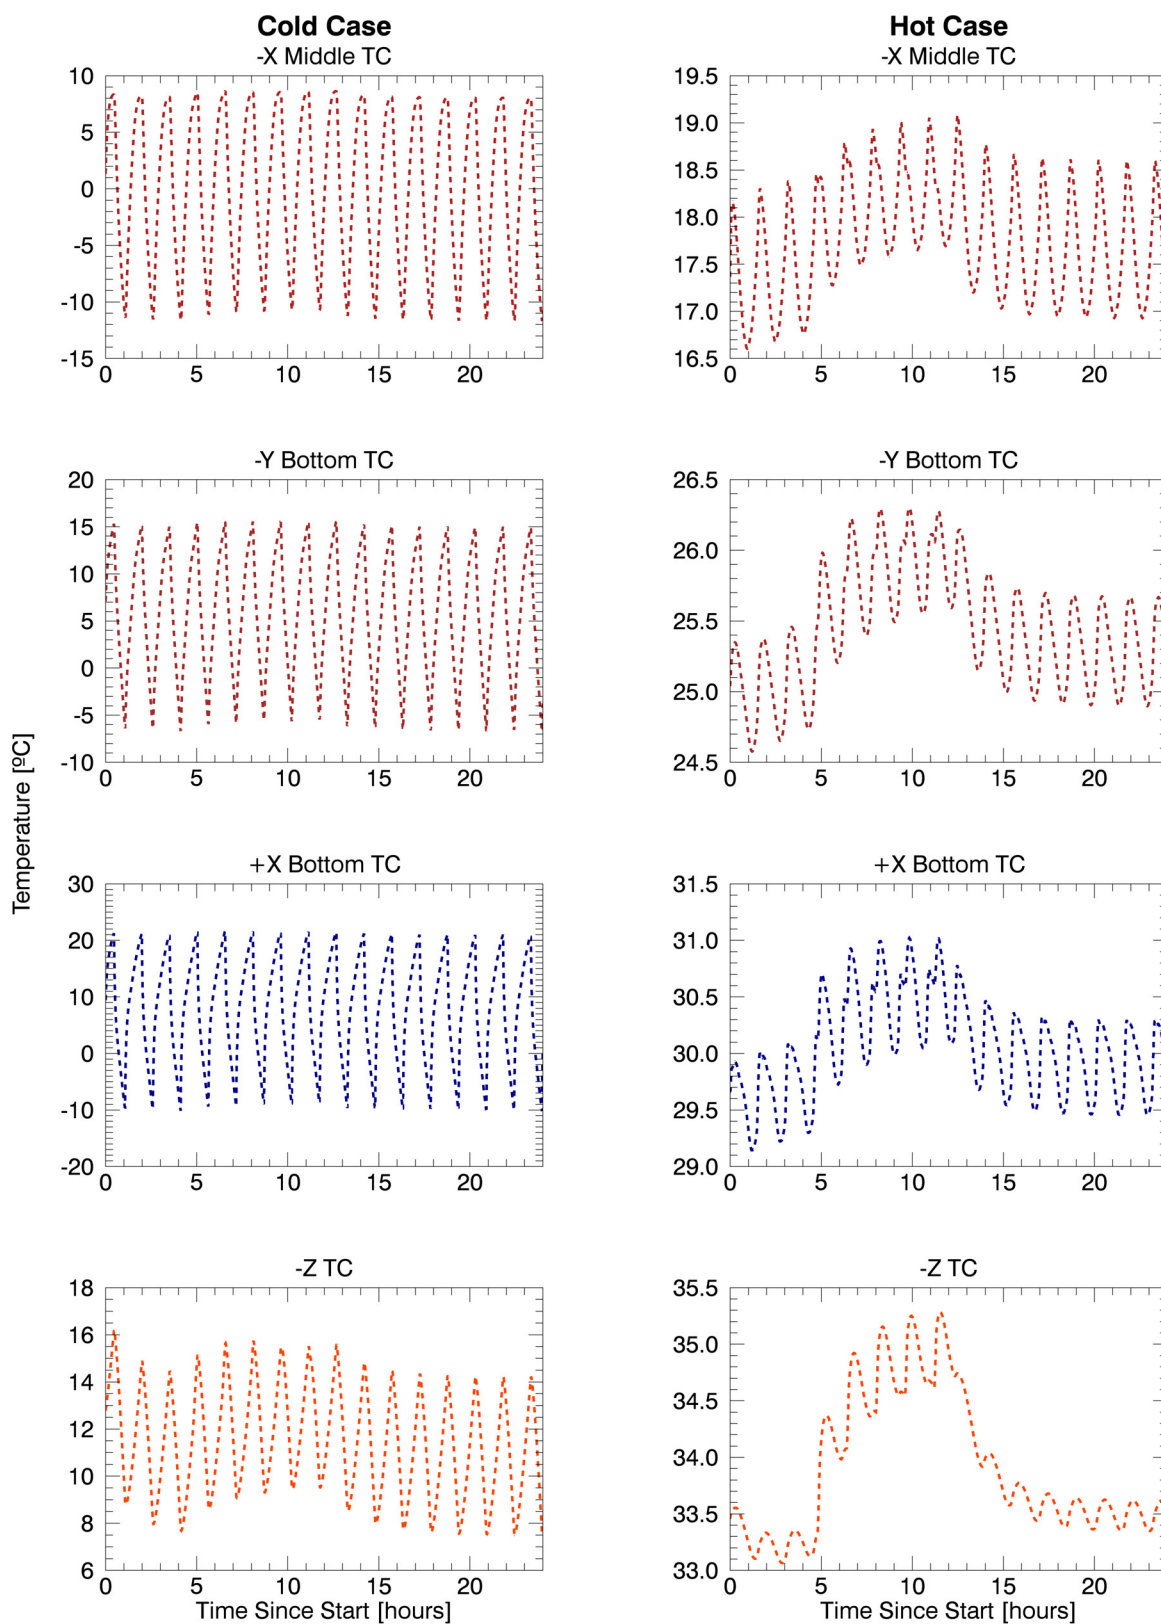 Cold Case
-X Middle TC
10
5
0
-5
-10
-15
0 5 10 15 20
Hot Case
-X Middle TC
19.5
19.0
18.5
18.0
17.5
17.0
16.5
0 5 10 15 20
-Y Bottom TC
20
15
10
5
0
-5
-10
0 5 10 15 20
-Y Bottom TC
26.5
26.0
25.5
25.0
24.5
0 5 10 15 20
Temperature [ºC]
+X Bottom TC
30
20
10
0
-10
-20
0 5 10 15 20
+X Bottom TC
31.5
31.0
30.5
30.0
29.5
29.0
0 5 10 15 20
-Z TC
18
16
14
12
10
8
6
0 5 10 15 20
Time Since Start [hours]
-Z TC
35.5
35.0
34.5
34.0
33.5
33.0
0 5 10 15 20
Time Since Start [hours]